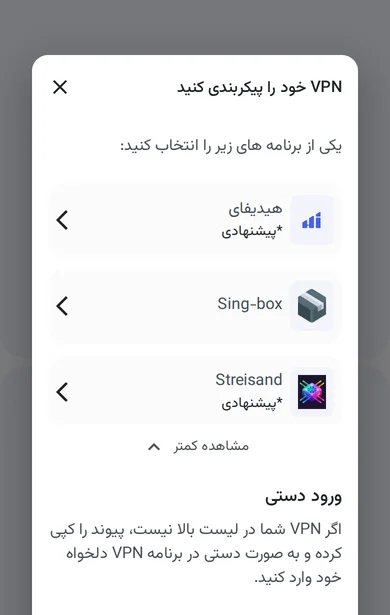 VPN خود را پیکربندی کنید
یکی از برنامه های زیر را انتخاب کنید:
هیدیفای
*پیشنهادی
Sing-box
Streisand
*پیشنهادی
مشاهده کمتر
ورود دستی
اگر VPN شما در لیست بالا نیست، پیوند را کپی
کرده و به صورت دستی در برنامه VPN دلخواه
خود وارد کنید.